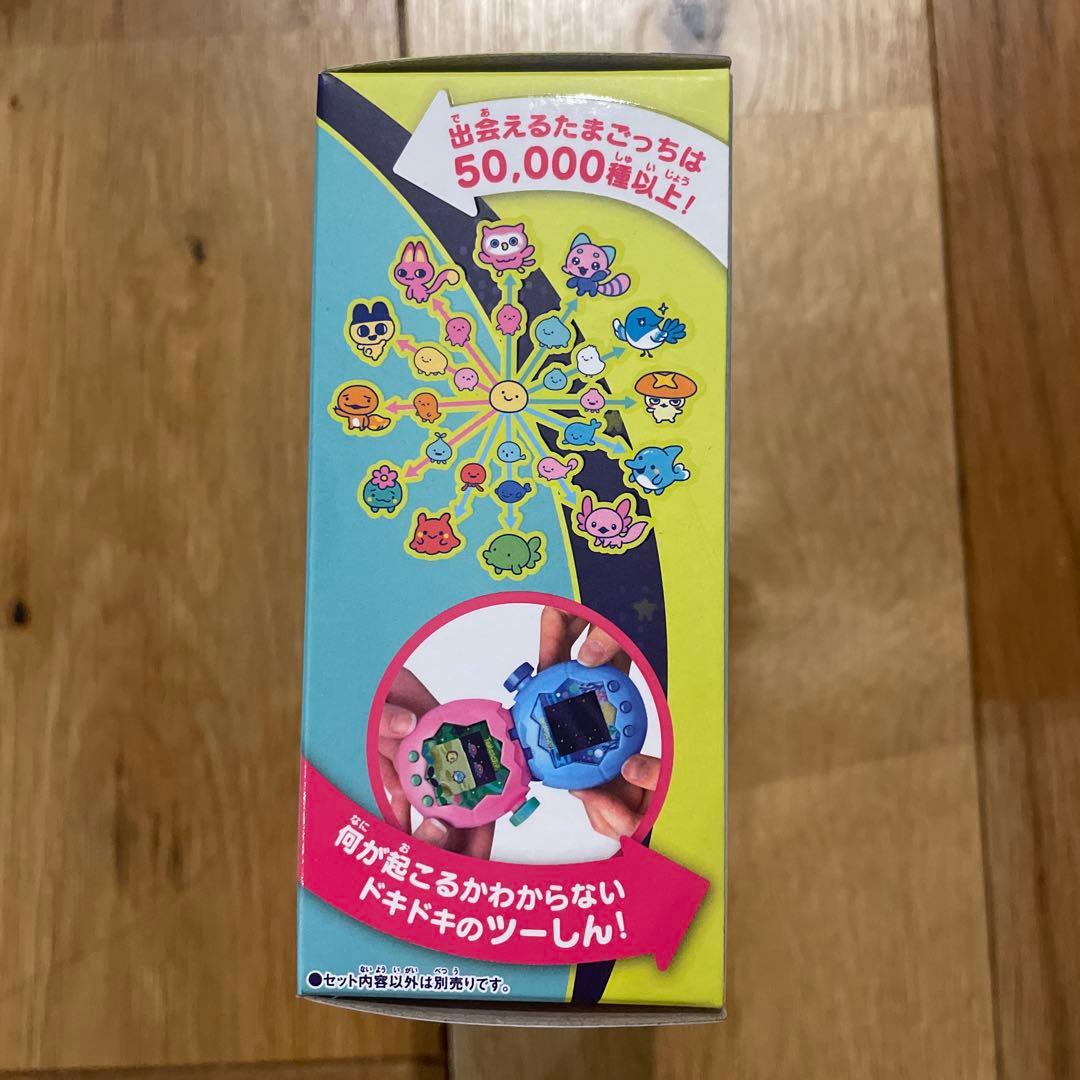 出会えるたまごっちは
50,000種以上!
何が起こるかわからない
ドキドキのツーしん!
●セット内容以外は別売りです。